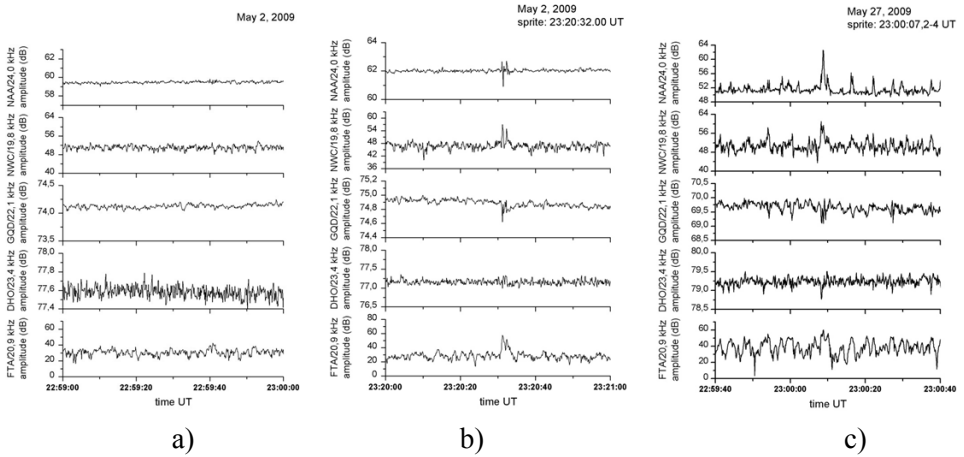 May 2, 2009
NAA/24,0 kHz
amplitude (dB)
62
60
58
NWC/19,8 kHz
amplitude (dB)
64
56
48
40
GQD/22,1 kHz
amplitude (dB)
74,5
74,0
73,5
DHO/23,4 kHz
amplitude (dB)
78,0
77,8
77,6
77,4
FTA/20,9 kHz
amplitude (dB)
60
40
20
0
22:59:00 22:59:20 22:59:40 23:00:00
time UT
a)
May 2, 2009
sprite: 23:20:32.00 UT
NAA/24,0 kHz
amplitude (dB)
64
62
60
NWC/19,8 kHz
amplitude (dB)
60
54
48
42
36
GQD/22,1 kHz
amplitude (dB)
75,2
75,0
74,8
74,6
74,4
DHO/23,4 kHz
amplitude (dB)
78,0
77,5
77,0
76,5
FTA/20,9 kHz
amplitude (dB)
80
60
40
20
0
23:20:00 23:20:20 23:20:40 23:21:00
time UT
b)
May 27, 2009
sprite: 23:00:07,2-4 UT
NAA/24,0 kHz
amplitude (dB)
64
60
56
52
48
NWC/19,8 kHz
amplitude (dB)
64
56
48
40
GQD/22,1 kHz
amplitude (dB)
70,5
70,0
69,5
69,0
68,5
DHO/23,4 kHz
amplitude (dB)
80,0
79,5
79,0
78,5
FTA/20,9 kHz
amplitude (dB)
60
40
20
0
22:59:40 23:00:00 23:00:20 23:00:40
time UT
c)